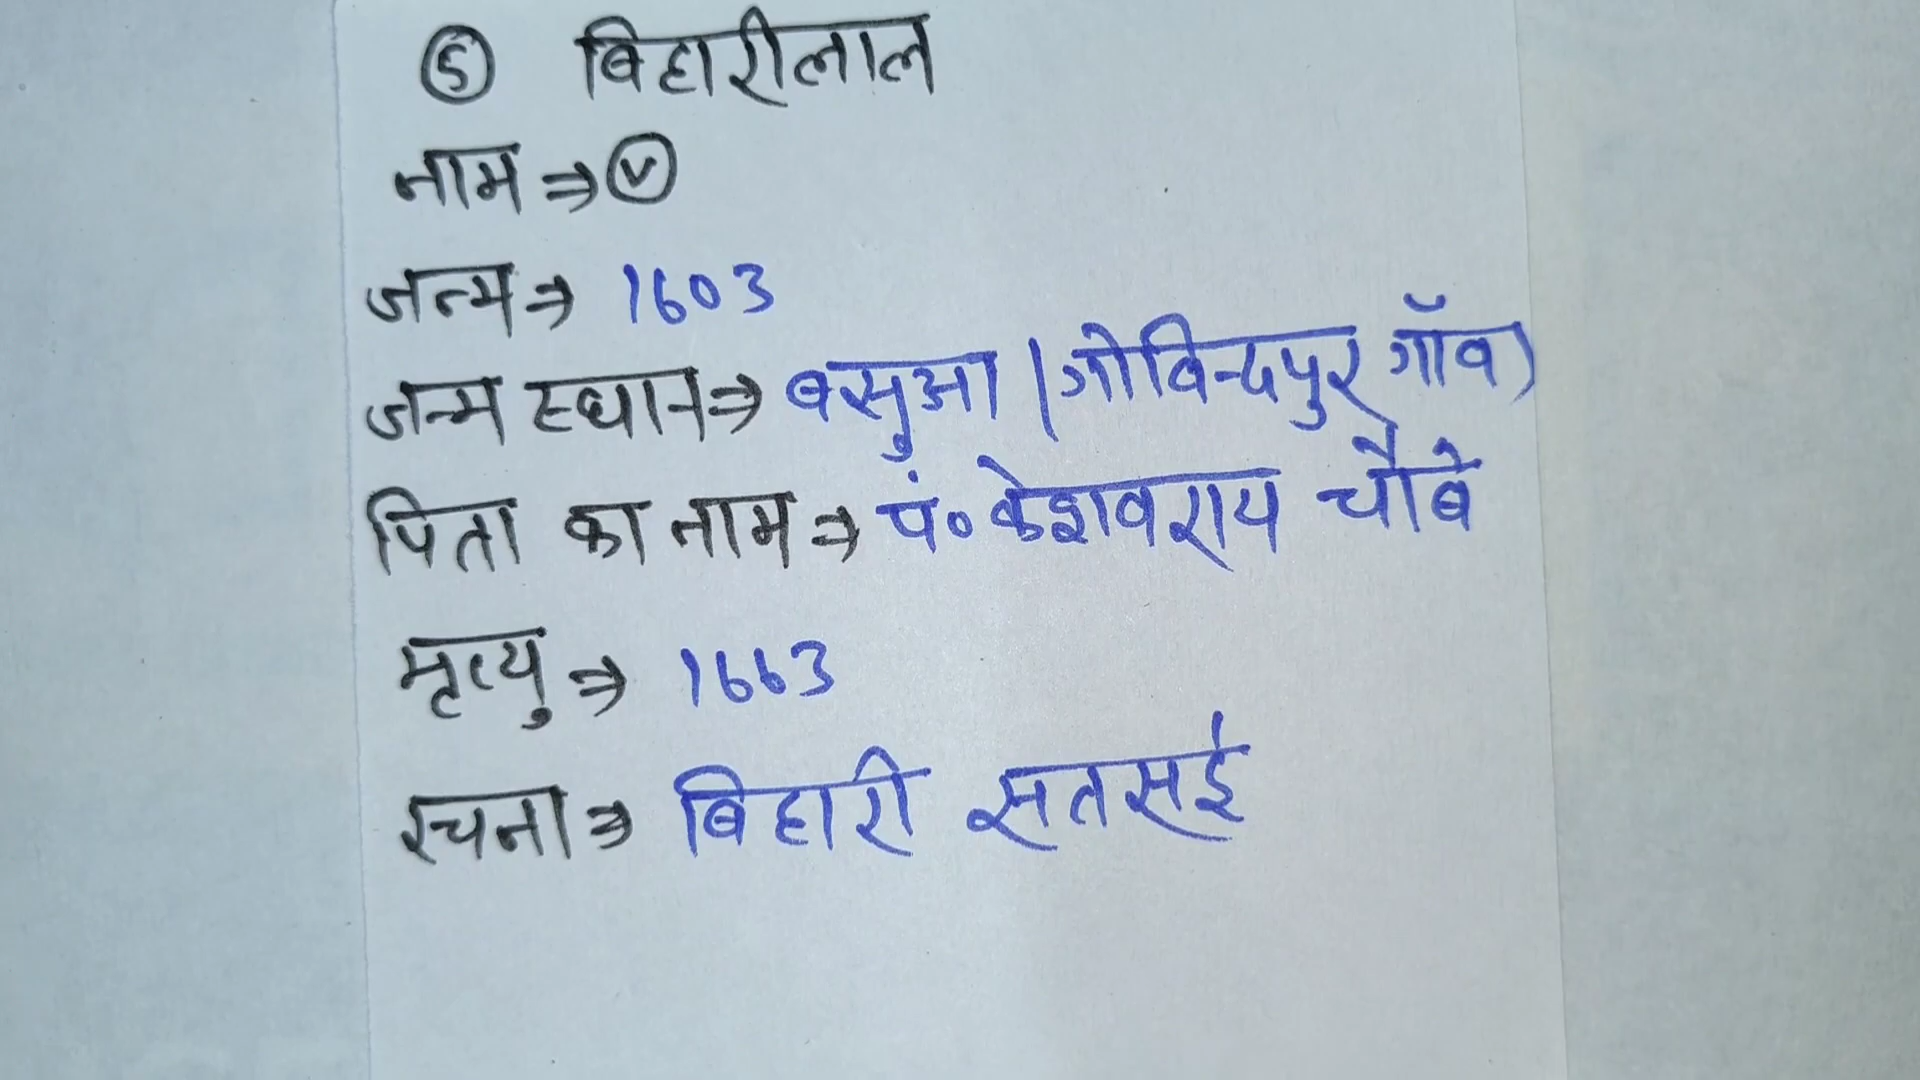 ⑤ बिहारीलाल
नाम ⇒ ⓥ
जन्म ⇒ 1603
जन्म स्थान ⇒ बसुआ (गोविन्दपुर गाँव)
पिता का नाम ⇒ पं० केशवराय चौबे
मृत्यु ⇒ 1663
रचना ⇒ बिहारी सतसई